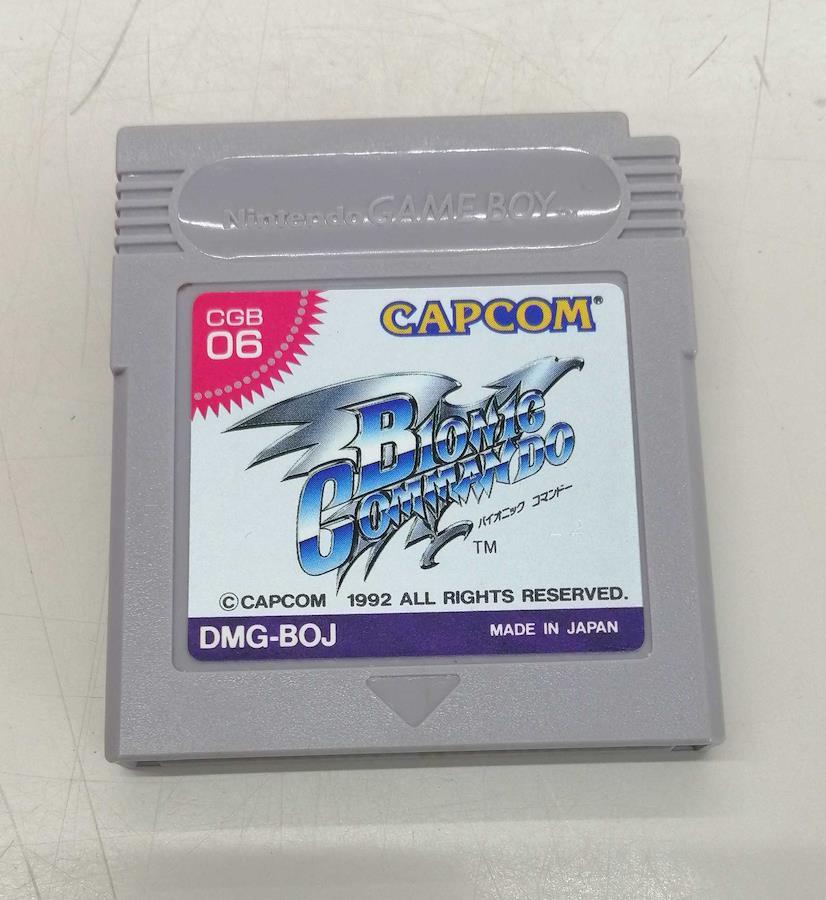 Nintendo GAME BOY™
CGB
06
CAPCOM®
BIONIC
COMMANDO
バイオニック コマンドー
TM
©CAPCOM 1992 ALL RIGHTS RESERVED.
DMG-BOJ
MADE IN JAPAN